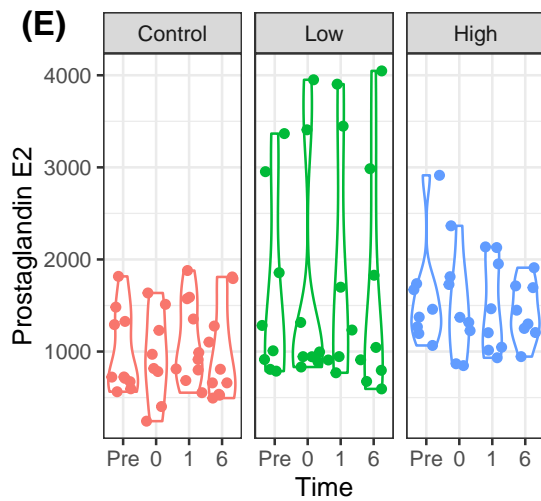 (E)
Control Low High
Prostaglandin E2
4000
3000
2000
1000
Pre 0 1 6 Pre 0 1 6 Pre 0 1 6
Time